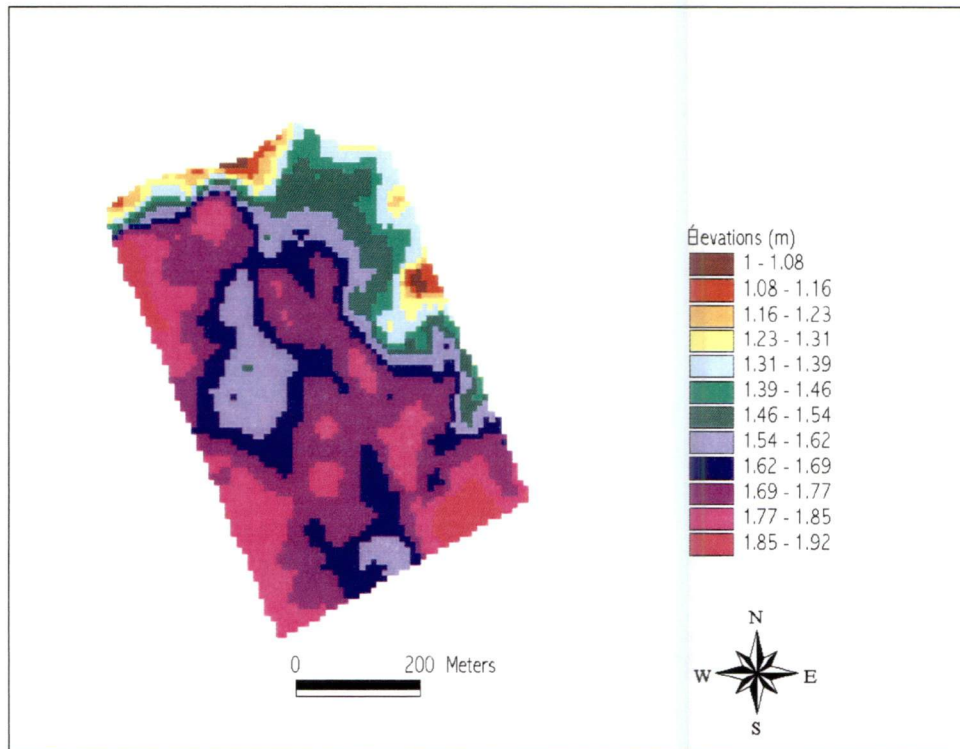 Élevations (m)
1 - 1.08
1.08 - 1.16
1.16 - 1.23
1.23 - 1.31
1.31 - 1.39
1.39 - 1.46
1.46 - 1.54
1.54 - 1.62
1.62 - 1.69
1.69 - 1.77
1.77 - 1.85
1.85 - 1.92
N
W E
S
0 200 Meters